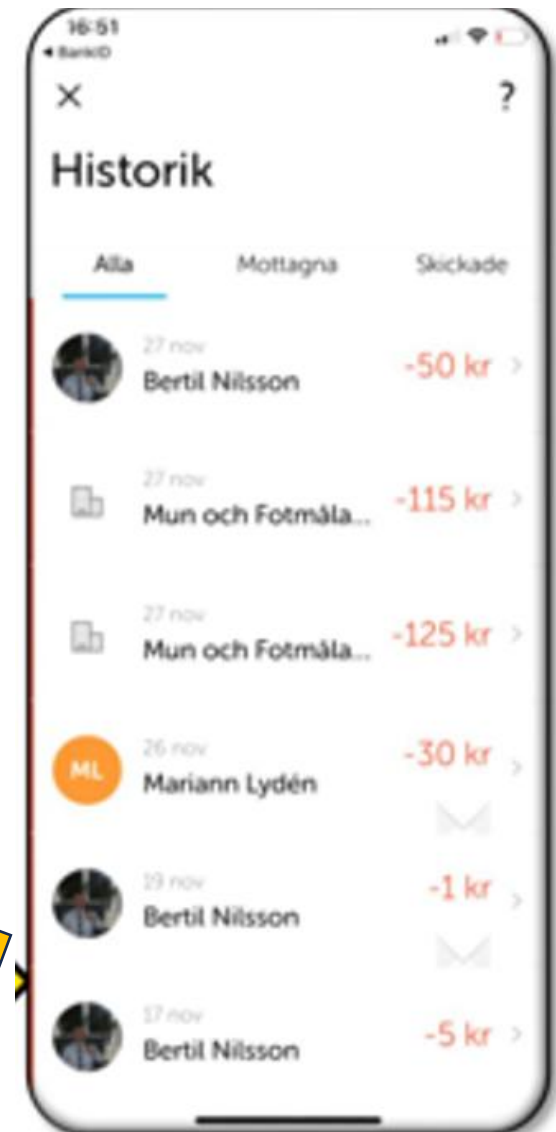 16:51
◀ BankID
?
Historik
Alla Mottagna Skickade
27 nov
Bertil Nilsson -50 kr
27 nov
Mun och Fotmåla... -115 kr
27 nov
Mun och Fotmåla... -125 kr
ML
26 nov
Mariann Lydén -30 kr
19 nov
Bertil Nilsson -1 kr
17 nov
Bertil Nilsson -5 kr